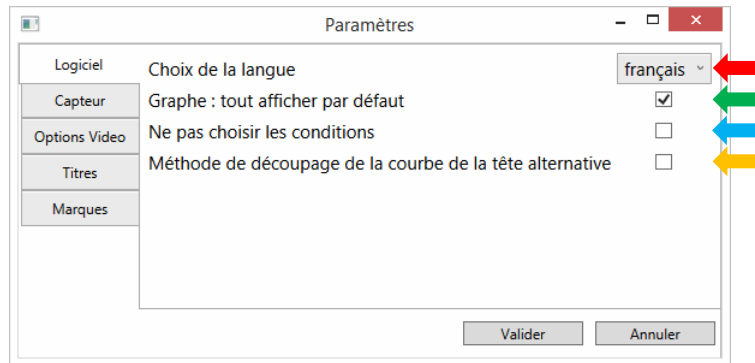 Paramètres
Logiciel
Capteur
Options Video
Titres
Marques
Choix de la langue
français
Graphe : tout afficher par défaut
Ne pas choisir les conditions
Méthode de découpage de la courbe de la tête alternative
Valider
Annuler